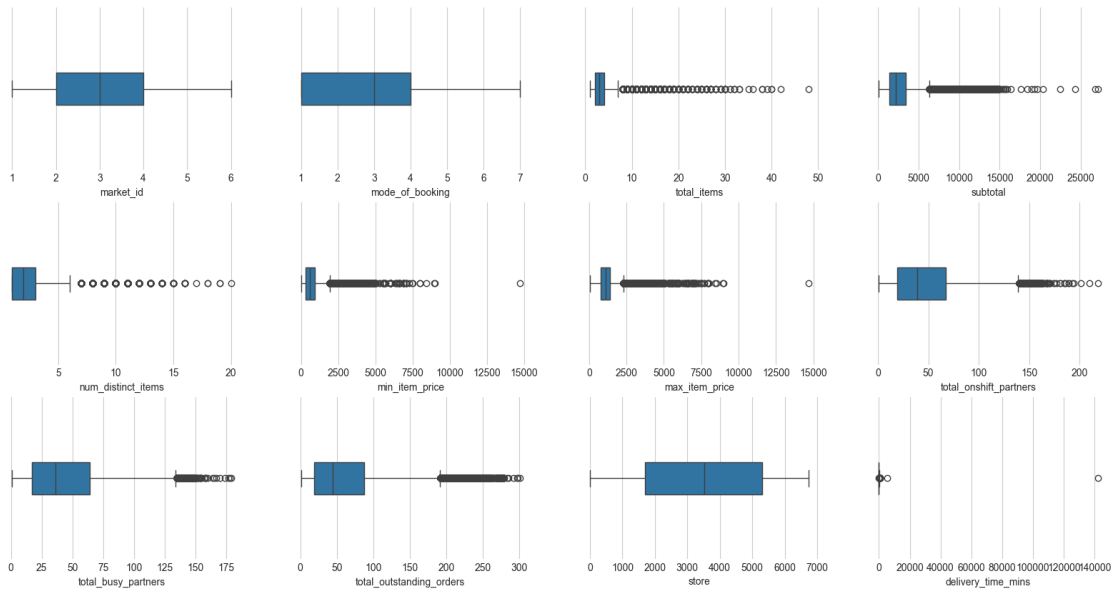 1 2 3 4 5 6
market_id
1 2 3 4 5 6 7
mode_of_booking
0 10 20 30 40 50
total_items
0 5000 10000 15000 20000 25000
subtotal
5 10 15 20
num_distinct_items
0 2500 5000 7500 10000 12500 15000
min_item_price
0 2500 5000 7500 10000 12500 15000
max_item_price
0 50 100 150 200
total_onshift_partners
0 25 50 75 100 125 150 175
total_busy_partners
0 50 100 150 200 250 300
total_outstanding_orders
0 1000 2000 3000 4000 5000 6000 7000
store
0 20000 40000 60000 80000 100000 120000 140000
delivery_time_mins